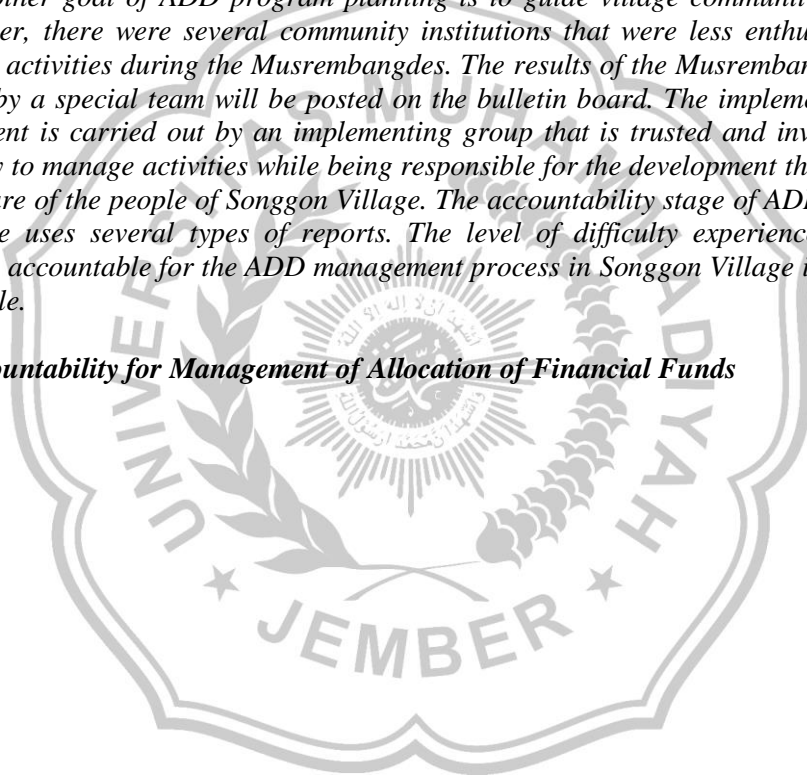 other goal of ADD program planning is to guide village communit
er, there were several community institutions that were less enthu
activities during the Musrembangdes. The results of the Musremban
by a special team will be posted on the bulletin board. The impleme
ent is carried out by an implementing group that is trusted and inv
y to manage activities while being responsible for the development th
are of the people of Songgon Village. The accountability stage of AD
e uses several types of reports. The level of difficulty experienc
accountable for the ADD management process in Songgon Village i
le.
ountability for Management of Allocation of Financial Funds
UNIVERSITAS MUHAMMADIYAH
JEMBER